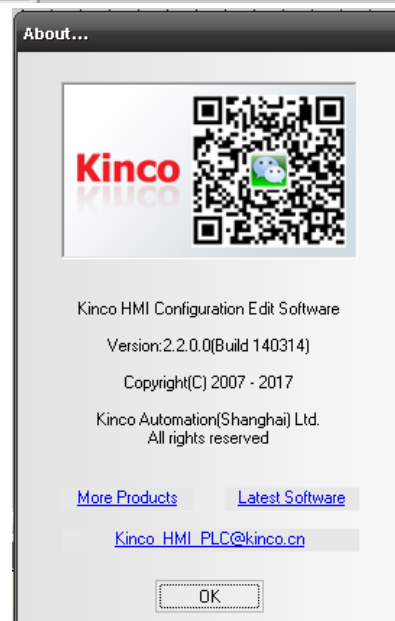 About...
Kinco
Kinco HMI Configuration Edit Software
Version:2.2.0.0(Build 140314)
Copyright(C) 2007 - 2017
Kinco Automation(Shanghai) Ltd.
All rights reserved
More Products Latest Software
Kinco_HMI_PLC@kinco.cn
OK